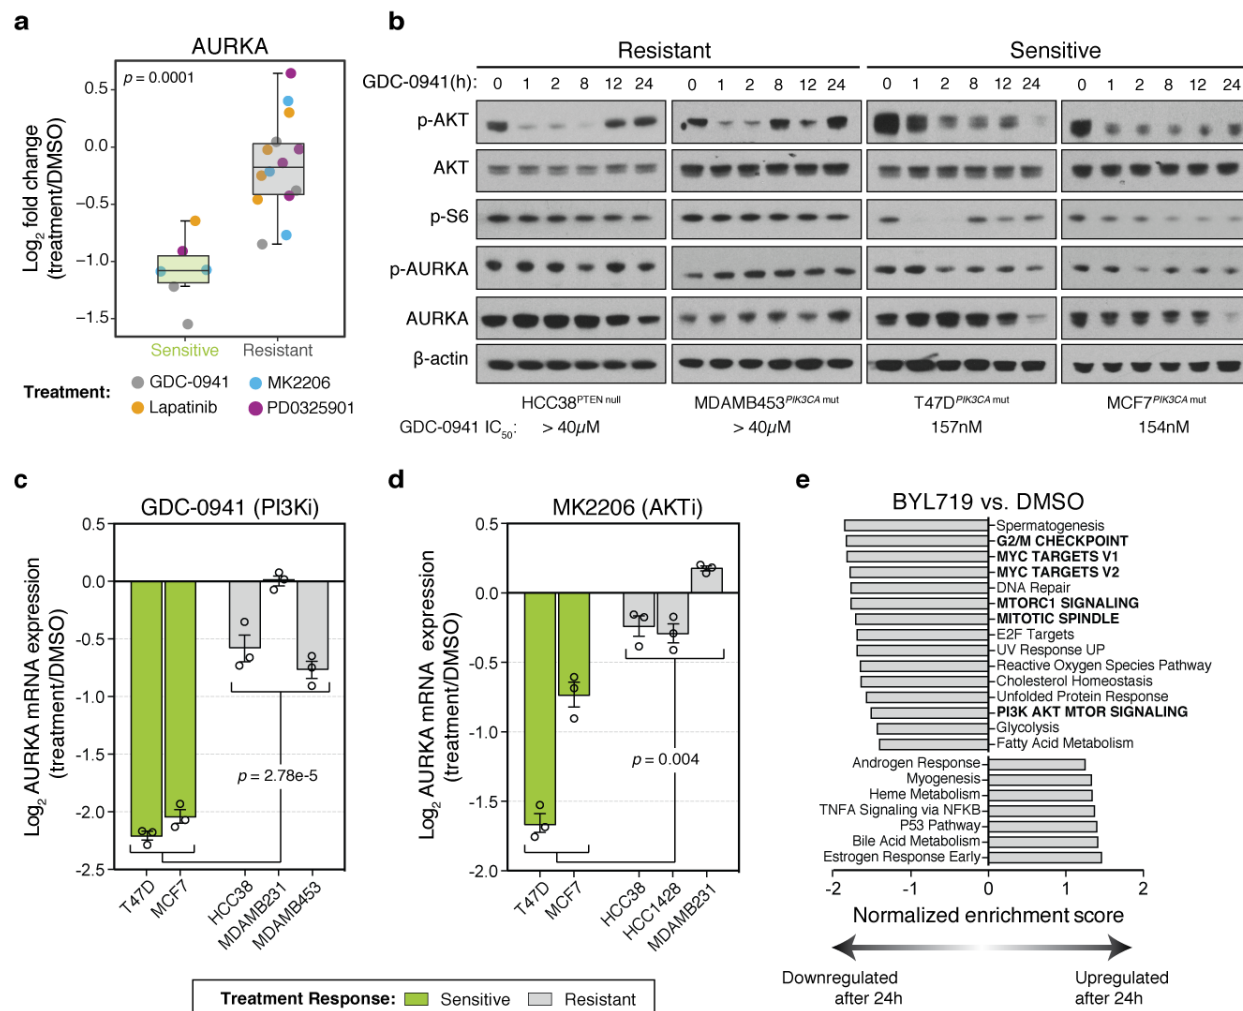 a
AURKA
p = 0.0001
Log2 fold change
(treatment/DMSO)
0.5
0.0
−0.5
−1.0
−1.5
Sensitive Resistant
Treatment:
GDC-0941 MK2206
Lapatinib PD0325901
b
Resistant Sensitive
GDC-0941(h): 0 1 2 8 12 24 0 1 2 8 12 24 0 1 2 8 12 24 0 1 2 8 12 24
p-AKT
AKT
p-S6
p-AURKA
AURKA
β-actin
HCC38PTEN null MDAMB453PIK3CA mut T47DPIK3CA mut MCF7PIK3CA mut
GDC-0941 IC50: > 40µM > 40µM 157nM 154nM
c
GDC-0941 (PI3Ki)
Log2 AURKA mRNA expression
(treatment/DMSO)
0.5
0.0
-0.5
-1.0
-1.5
-2.0
-2.5
p = 2.78e-5
T47D MCF7 HCC38 MDAMB231 MDAMB453
d
MK2206 (AKTi)
Log2 AURKA mRNA expression
(treatment/DMSO)
0.5
0.0
-0.5
-1.0
-1.5
-2.0
p = 0.004
T47D MCF7 HCC38 HCC1428 MDAMB231
Treatment Response: Sensitive Resistant
e
BYL719 vs. DMSO
Spermatogenesis
G2/M CHECKPOINT
MYC TARGETS V1
MYC TARGETS V2
DNA Repair
MTORC1 SIGNALING
MITOTIC SPINDLE
E2F Targets
UV Response UP
Reactive Oxygen Species Pathway
Cholesterol Homeostasis
Unfolded Protein Response
PI3K AKT MTOR SIGNALING
Glycolysis
Fatty Acid Metabolism
Androgen Response
Myogenesis
Heme Metabolism
TNFA Signaling via NFKB
P53 Pathway
Bile Acid Metabolism
Estrogen Response Early
-2 -1 0 1 2
Normalized enrichment score
Downregulated Upregulated
after 24h after 24h